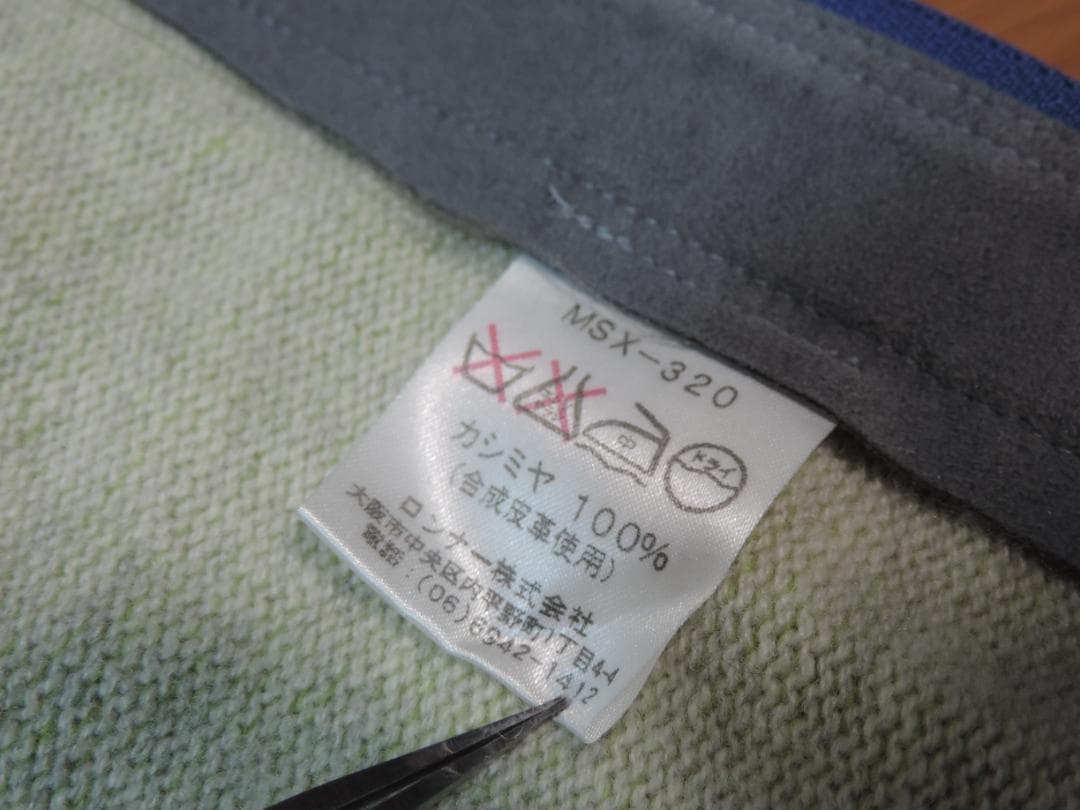 MSX-320
中 ドライ
カシミヤ 100%
(合成皮革使用)
ロンナー株式会社
大阪市中央区内平野町1丁目4-4
電話:(06)6942-1412